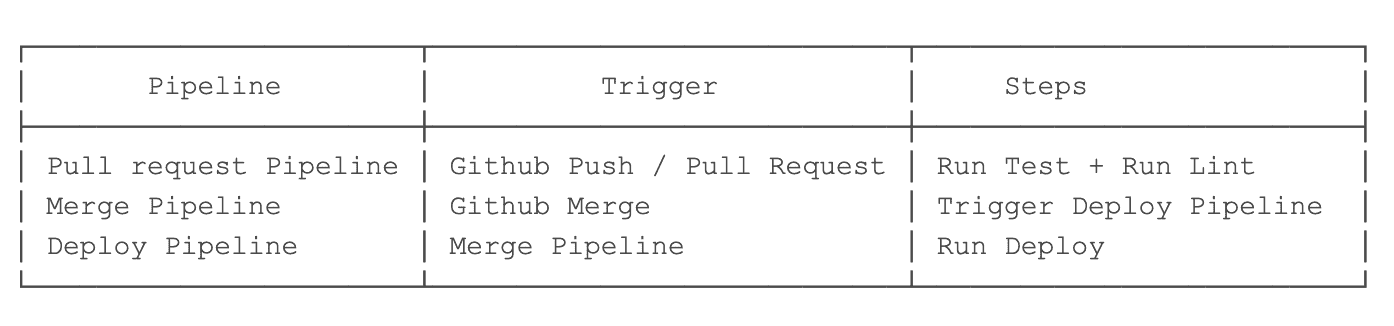 Pipeline Trigger Steps
Pull request Pipeline Github Push / Pull Request Run Test + Run Lint
Merge Pipeline Github Merge Trigger Deploy Pipeline
Deploy Pipeline Merge Pipeline Run Deploy